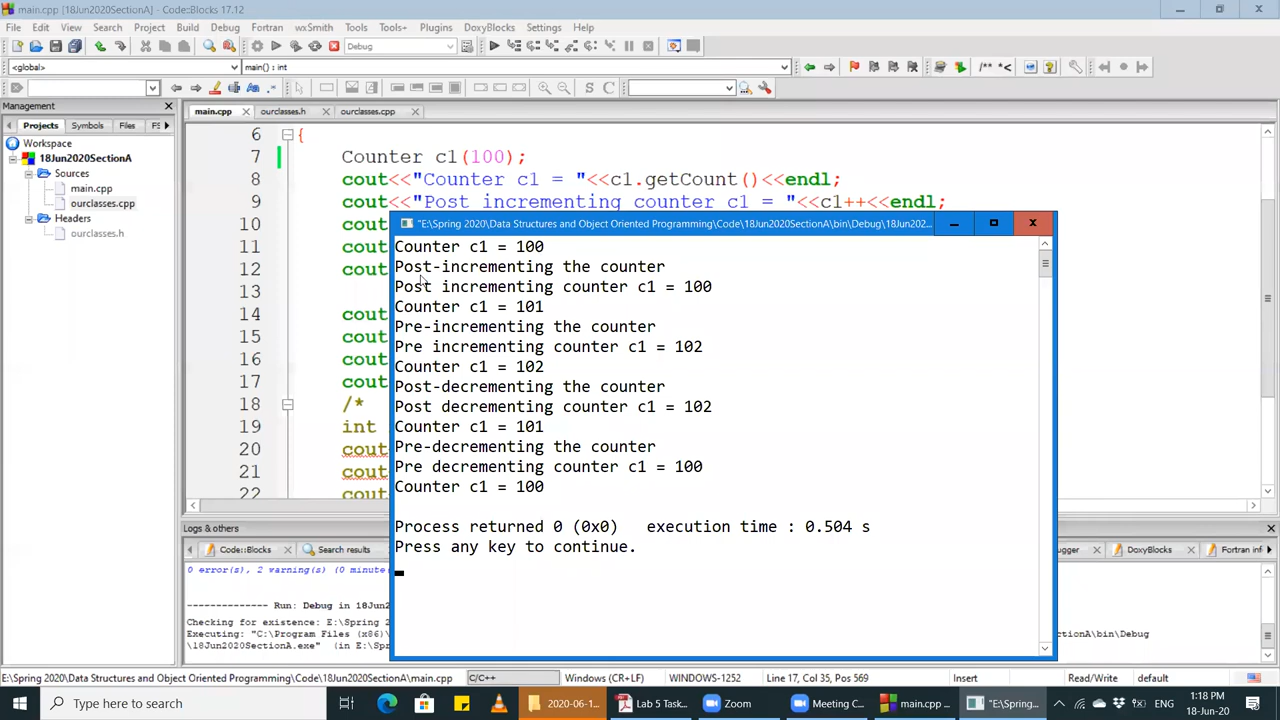 main.cpp [18Jun2020SectionA] - Code::Blocks 17.12
File Edit View Search Project Build Debug Fortran wxSmith Tools Tools+ Plugins DoxyBlocks Settings Help
Debug
<global> main() : int
/** *<
S C
Management
Projects Symbols Files FS
main.cpp ourclasses.h ourclasses.cpp
Workspace
18Jun2020SectionA
Sources
main.cpp
ourclasses.cpp
Headers
ourclasses.h
6 {
7 Counter c1(100);
8 cout<<"Counter c1 = "<<c1.getCount()<<endl;
9 cout<<"Post incrementing counter c1 = "<<c1++<<endl;
10 cout
11 cout
12 cout
13
14 cout
15 cout
16 cout
17 cout
18 /*
19 int
20 cout
21 cout
22 cout
"E:\Spring 2020\Data Structures and Object Oriented Programming\Code\18Jun2020SectionA\bin\Debug\18Jun202...
Counter c1 = 100
Post-incrementing the counter
Post incrementing counter c1 = 100
Counter c1 = 101
Pre-incrementing the counter
Pre incrementing counter c1 = 102
Counter c1 = 102
Post-decrementing the counter
Post decrementing counter c1 = 102
Counter c1 = 101
Pre-decrementing the counter
Pre decrementing counter c1 = 100
Counter c1 = 100
Process returned 0 (0x0)   execution time : 0.504 s
Press any key to continue.
Logs & others
Code::Blocks Search results
ugger DoxyBlocks Fortran info
0 error(s), 2 warning(s) (0 minute
-------------- Run: Debug in 18Jun
Checking for existence: E:\Spring
Executing: "C:\Program Files (x86)\
ionA\bin\Debug
\18Jun2020SectionA.exe" (in E:\Spr
E:\Spring 2020\Data Structures and Object Oriented Programming\Code\18Jun2020SectionA\main.cpp C/C++ Windows (CR+LF) WINDOWS-1252 Line 17, Col 35, Pos 569 Insert Read/Write default
Type here to search
2020-06-1... Lab 5 Task... Zoom Meeting C... main.cpp ... "E:\Spring...
ENG
1:18 PM
18-Jun-20